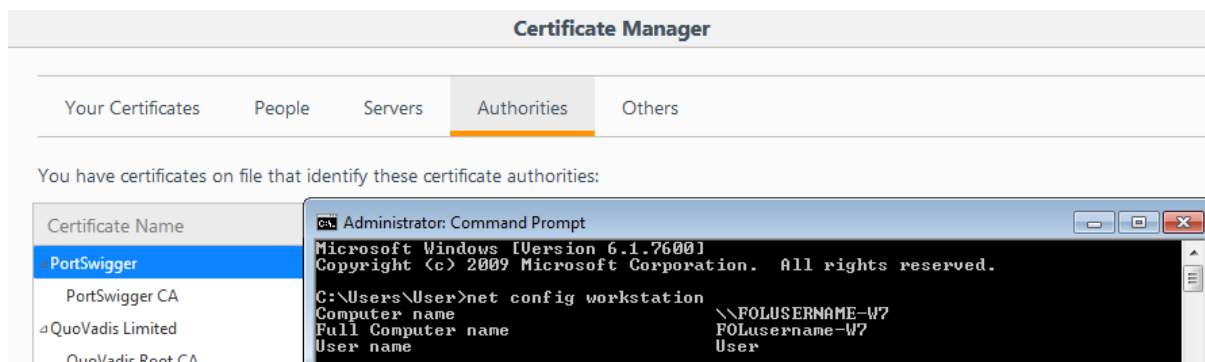 Certificate Manager
Your Certificates People Servers Authorities Others
You have certificates on file that identify these certificate authorities:
Certificate Name
PortSwigger
PortSwigger CA
QuoVadis Limited
QuoVadis Root CA
Administrator: Command Prompt
Microsoft Windows [Version 6.1.7600]
Copyright (c) 2009 Microsoft Corporation. All rights reserved.
C:\Users\User>net config workstation
Computer name \\FOLUSERNAME-W7
Full Computer name FOLusername-W7
User name User